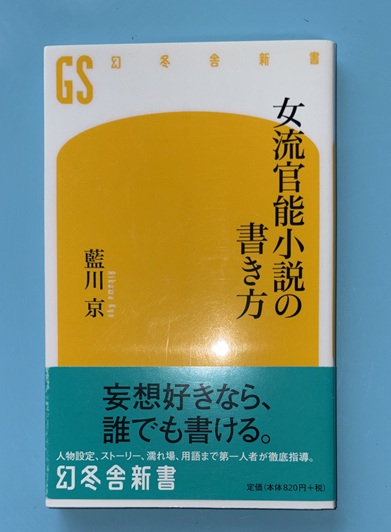 GS
幻冬舎新書
女流官能小説の
書き方
藍川 京
妄想好きなら、
誰でも書ける。
人物設定、ストーリー、濡れ場、用語まで第一人者が徹底指導。
幻冬舎新書
定価(本体820円+税)